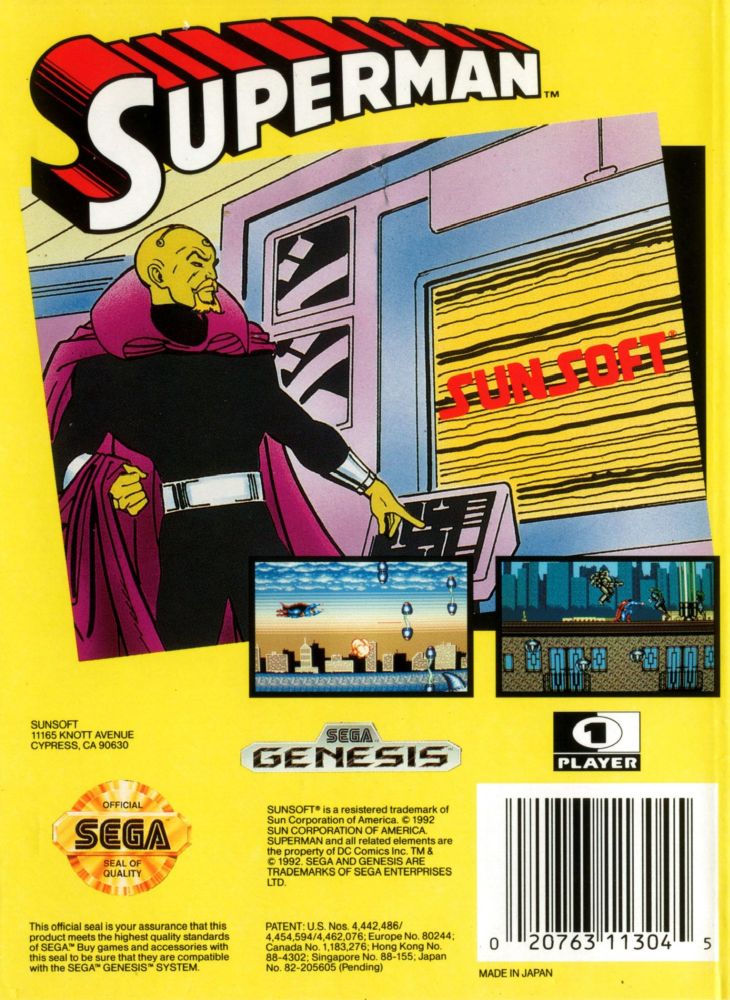 SUPERMAN™
SUNSOFT®
SUNSOFT
11165 KNOTT AVENUE
CYPRESS, CA 90630
SEGA
GENESIS™
1
PLAYER
OFFICIAL
SEGA
SEAL OF
QUALITY
This official seal is your assurance that this
product meets the highest quality standards
of SEGA™ Buy games and accessories with
this seal to be sure that they are compatible
with the SEGA™ GENESIS™ SYSTEM.
SUNSOFT® is a registered trademark of
Sun Corporation of America. © 1992
SUN CORPORATION OF AMERICA.
SUPERMAN and all related elements are
the property of DC Comics Inc. TM &
© 1992. SEGA AND GENESIS ARE
TRADEMARKS OF SEGA ENTERPRISES
LTD.
PATENT: U.S. Nos. 4,442,486/
4,454,594/4,462,076; Europe No. 80244;
Canada No. 1,183,276; Hong Kong No.
88-4302; Singapore No. 88-155; Japan
No. 82-205605 (Pending)
0 20763 11304 5
MADE IN JAPAN